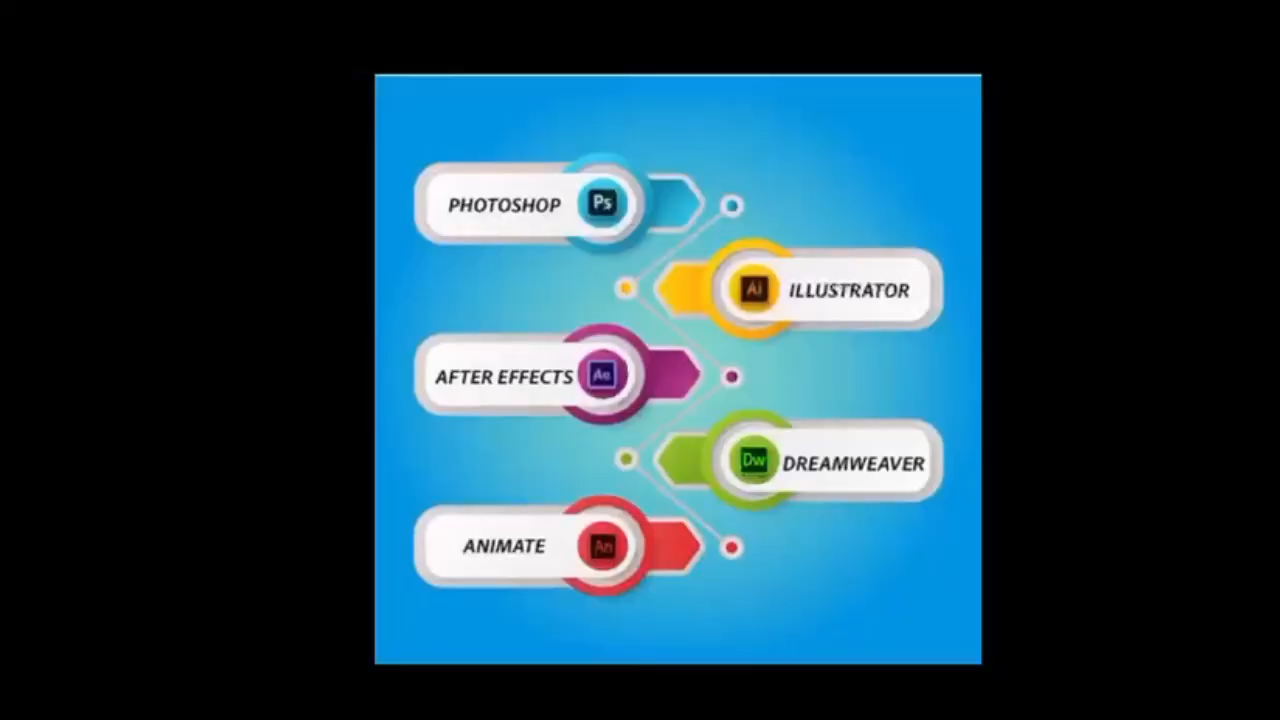 PHOTOSHOP Ps
Ai ILLUSTRATOR
AFTER EFFECTS Ae
Dw DREAMWEAVER
ANIMATE An